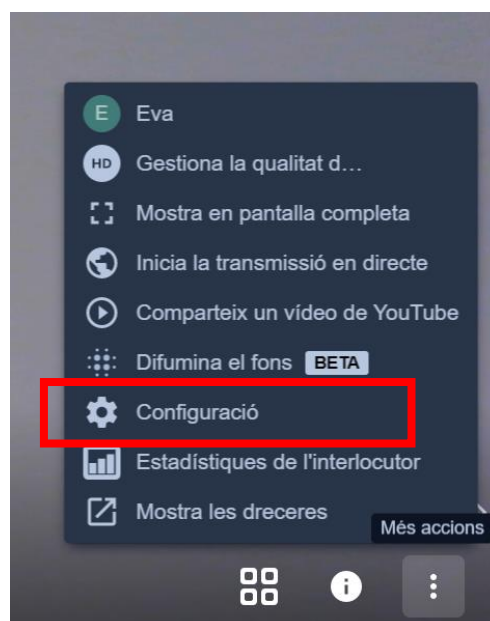 E Eva
HD Gestiona la qualitat d...
Mostra en pantalla completa
Inicia la transmissió en directe
Comparteix un vídeo de YouTube
Difumina el fons BETA
Configuració
Estadístiques de l'interlocutor
Mostra les dreceres
Més accions